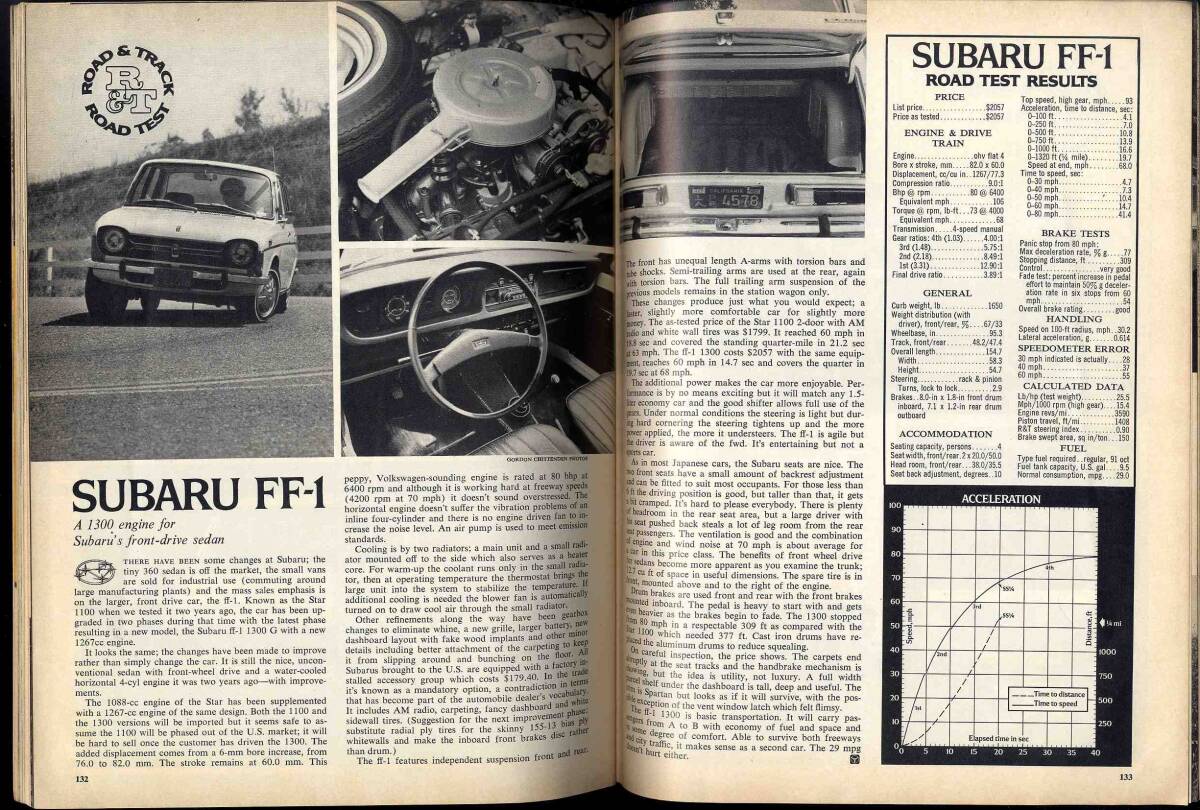 ROAD & TRACK
R&T
ROAD TEST
GORDON CHITTENDEN PHOTOS
SUBARU FF-1
A 1300 engine for
Subaru's front-drive sedan
THERE HAVE BEEN some changes at Subaru; the
tiny 360 sedan is off the market, the small vans
are sold for industrial use (commuting around
large manufacturing plants) and the mass sales emphasis is
on the larger, front drive car, the ff-1. Known as the Star
1100 when we tested it two years ago, the car has been up-
graded in two phases during that time with the latest phase
resulting in a new model, the Subaru ff-1 1300 G with a new
1267cc engine.
It looks the same; the changes have been made to improve
rather than simply change the car. It is still the nice, uncon-
ventional sedan with front-wheel drive and a water-cooled
horizontal 4-cyl engine it was two years ago—with improve-
ments.
The 1088-cc engine of the Star has been supplemented
with a 1267-cc engine of the same design. Both the 1100 and
the 1300 versions will be imported but it seems safe to as-
sume the 1100 will be phased out of the U.S. market; it will
be hard to sell once the customer has driven the 1300. The
added displacement comes from a 6-mm bore increase, from
76.0 to 82.0 mm. The stroke remains at 60.0 mm. This
132
peppy, Volkswagen-sounding engine is rated at 80 bhp at
6400 rpm and although it is working hard at freeway speeds
(4200 rpm at 70 mph) it doesn't sound overstressed. The
horizontal engine doesn't suffer the vibration problems of an
inline four-cylinder and there is no engine driven fan to in-
crease the noise level. An air pump is used to meet emission
standards.
Cooling is by two radiators; a main unit and a small radi-
ator mounted off to the side which also serves as a heater
core. For warm-up the coolant runs only in the small radia-
tor, then at operating temperature the thermostat brings the
large unit into the system to stabilize the temperature. If
additional cooling is needed the blower fan is automatically
turned on to draw cool air through the small radiator.
Other refinements along the way have been gearbox
changes to eliminate whine, a new grille, larger battery, new
dashboard layout with fake wood implants and other minor
details including better attachment of the carpeting to keep
it from slipping around and bunching on the floor. All
Subarus brought to the U.S. are equipped with a factory in-
stalled accessory group which costs $179.40. In the trade
it's known as a mandatory option, a contradiction in terms
that has become part of the automobile dealer's vocabulary.
It includes AM radio, carpeting, fancy dashboard and white
sidewall tires. (Suggestion for the next improvement phase:
substitute radial ply tires for the skinny 155-13 bias ply
whitewalls and make the inboard front brakes disc rather
than drum.)
The ff-1 features independent suspension front and rear.
CALIFORNIA
4578
The front has unequal length A-arms with torsion bars and
tube shocks. Semi-trailing arms are used at the rear, again
with torsion bars. The full trailing arm suspension of the
previous models remains in the station wagon only.
These changes produce just what you would expect; a
faster, slightly more comfortable car for slightly more
money. The as-tested price of the Star 1100 2-door with AM
radio and white wall tires was $1799. It reached 60 mph in
18.8 sec and covered the standing quarter-mile in 21.2 sec
at 63 mph. The ff-1 1300 costs $2057 with the same equip-
ment, reaches 60 mph in 14.7 sec and covers the quarter in
19.7 sec at 68 mph.
The additional power makes the car more enjoyable. Per-
formance is by no means exciting but it will match any 1.5-
liter economy car and the good shifter allows full use of the
gears. Under normal conditions the steering is light but dur-
ing hard cornering the steering tightens up and the more
power applied, the more it understeers. The ff-1 is agile but
the driver is aware of the fwd. It's entertaining but not a
sports car.
As in most Japanese cars, the Subaru seats are nice. The
two front seats have a small amount of backrest adjustment
and can be fitted to suit most occupants. For those less than
6 ft the driving position is good, but taller than that, it gets
a bit cramped. It's hard to please everybody. There is plenty
of headroom in the rear seat area, but a large driver with
his seat pushed back steals a lot of leg room from the rear
seat passengers. The ventilation is good and the combination
of engine and wind noise at 70 mph is about average for
a car in this price class. The benefits of front wheel drive
for sedans become more apparent as you examine the trunk;
12.7 cu ft of space in useful dimensions. The spare tire is in
front, mounted above and to the right of the engine.
Drum brakes are used front and rear with the front brakes
mounted inboard. The pedal is heavy to start with and gets
even heavier as the brakes begin to fade. The 1300 stopped
from 80 mph in a respectable 309 ft as compared with the
Star 1100 which needed 377 ft. Cast iron drums have re-
placed the aluminum drums to reduce squealing.
On careful inspection, the price shows. The carpets end
abruptly at the seat tracks and the handbrake mechanism is
showing, but the idea is utility, not luxury. A full width
parcel shelf under the dashboard is tall, deep and useful. The
trim is Spartan but looks as if it will survive, with the pos-
sible exception of the vent window latch which felt flimsy.
The ff-1 1300 is basic transportation. It will carry pas-
sengers from A to B with economy of fuel and space and
some degree of comfort. Able to survive both freeways
and city traffic, it makes sense as a second car. The 29 mpg
doesn't hurt either.
SUBARU FF-1
ROAD TEST RESULTS
PRICE
List price $2057
Price as tested $2057
ENGINE & DRIVE
TRAIN
Engine ohv flat 4
Bore x stroke, mm 82.0 x 60.0
Displacement, cc/cu in 1267/77.3
Compression ratio 9.0:1
Bhp @ rpm 80 @ 6400
Equivalent mph 106
Torque @ rpm, lb-ft 73 @ 4000
Equivalent mph 68
Transmission 4-speed manual
Gear ratios: 4th (1.03) 4.00:1
3rd (1.48) 5.75:1
2nd (2.18) 8.49:1
1st (3.31) 12.90:1
Final drive ratio 3.89:1
GENERAL
Curb weight, lb 1650
Weight distribution (with
driver), front/rear, % 67/33
Wheelbase, in 95.3
Track, front/rear 48.2/47.4
Overall length 154.7
Width 58.3
Height 54.7
Steering rack & pinion
Turns, lock to lock 2.9
Brakes 8.0-in x 1.8-in front drum
inboard, 7.1 x 1.2-in rear drum
outboard
ACCOMMODATION
Seating capacity, persons 4
Seat width, front/rear 2 x 20.0/50.0
Head room, front/rear 38.0/35.5
Seat back adjustment, degrees 10
Top speed, high gear, mph 93
Acceleration, time to distance, sec:
0-100 ft 4.1
0-250 ft 7.0
0-500 ft 10.8
0-750 ft 13.9
0-1000 ft 16.6
0-1320 ft (¼ mile) 19.7
Speed at end, mph 68.0
Time to speed, sec:
0-30 mph 4.7
0-40 mph 7.3
0-50 mph 10.4
0-60 mph 14.7
0-80 mph 41.4
BRAKE TESTS
Panic stop from 80 mph:
Max deceleration rate, % g 77
Stopping distance, ft 309
Control very good
Fade test: percent increase in pedal
effort to maintain 50% g deceler-
ation rate in six stops from 60
mph 54
Overall brake rating good
HANDLING
Speed on 100-ft radius, mph 30.2
Lateral acceleration, g 0.614
SPEEDOMETER ERROR
30 mph indicated is actually 28
40 mph 37
60 mph 55
CALCULATED DATA
Lb/hp (test weight) 25.5
Mph/1000 rpm (high gear) 15.4
Engine revs/mi 3590
Piston travel, ft/mi 1408
R&T steering index 0.90
Brake swept area, sq in/ton 150
FUEL
Type fuel required regular, 91 oct
Fuel tank capacity, U.S. gal 9.5
Normal consumption, mpg 29.0
ACCELERATION
100
90
80
70
60
50
40
30
20
10
0
Speed, mph
1st
2nd
3rd
4th
SS¼
SS¼
Distance, ft
¼ mi
1000
750
500
250
Time to distance
Time to speed
Elapsed time in sec
0 5 10 15 20 25 30 35 40
133